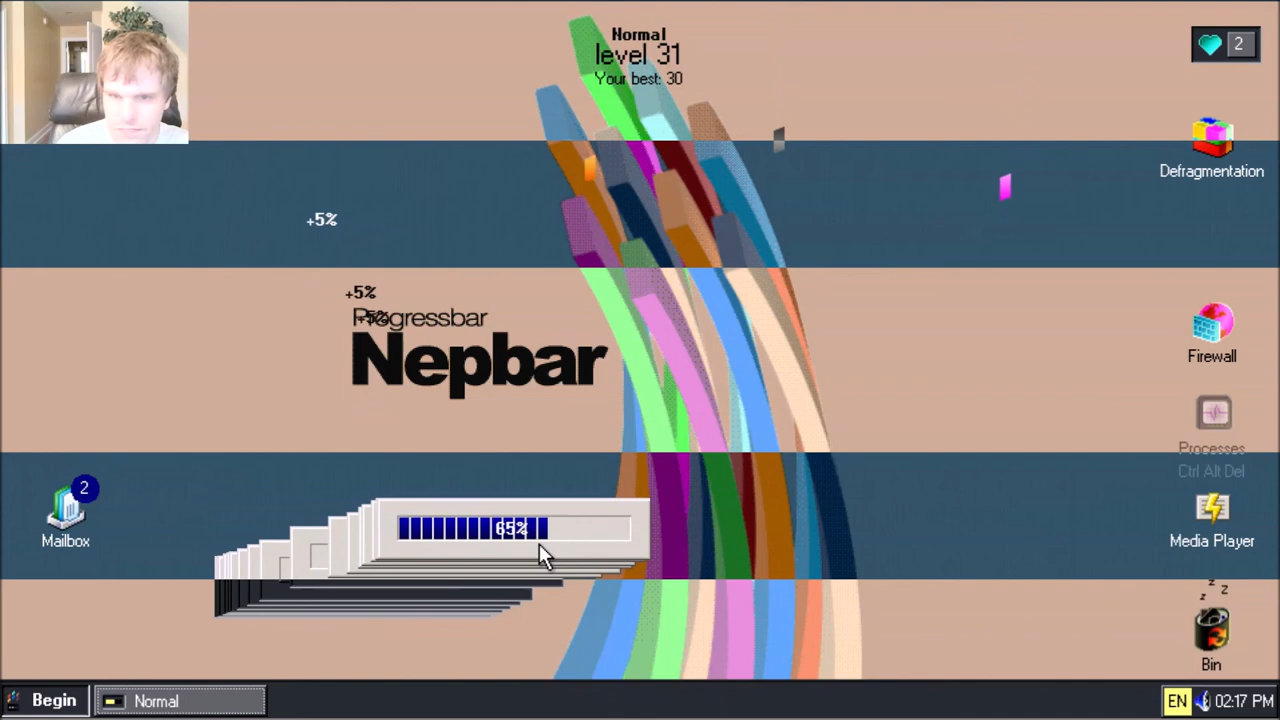 Normal
level 31
Your best: 30
2
Defragmentation
+5%
+5%
+5%
Progressbar
Nepbar
Firewall
Processes
Ctrl Alt Del
2
Mailbox
65%
Media Player
z z z
Bin
Begin
Normal
EN
02:17 PM